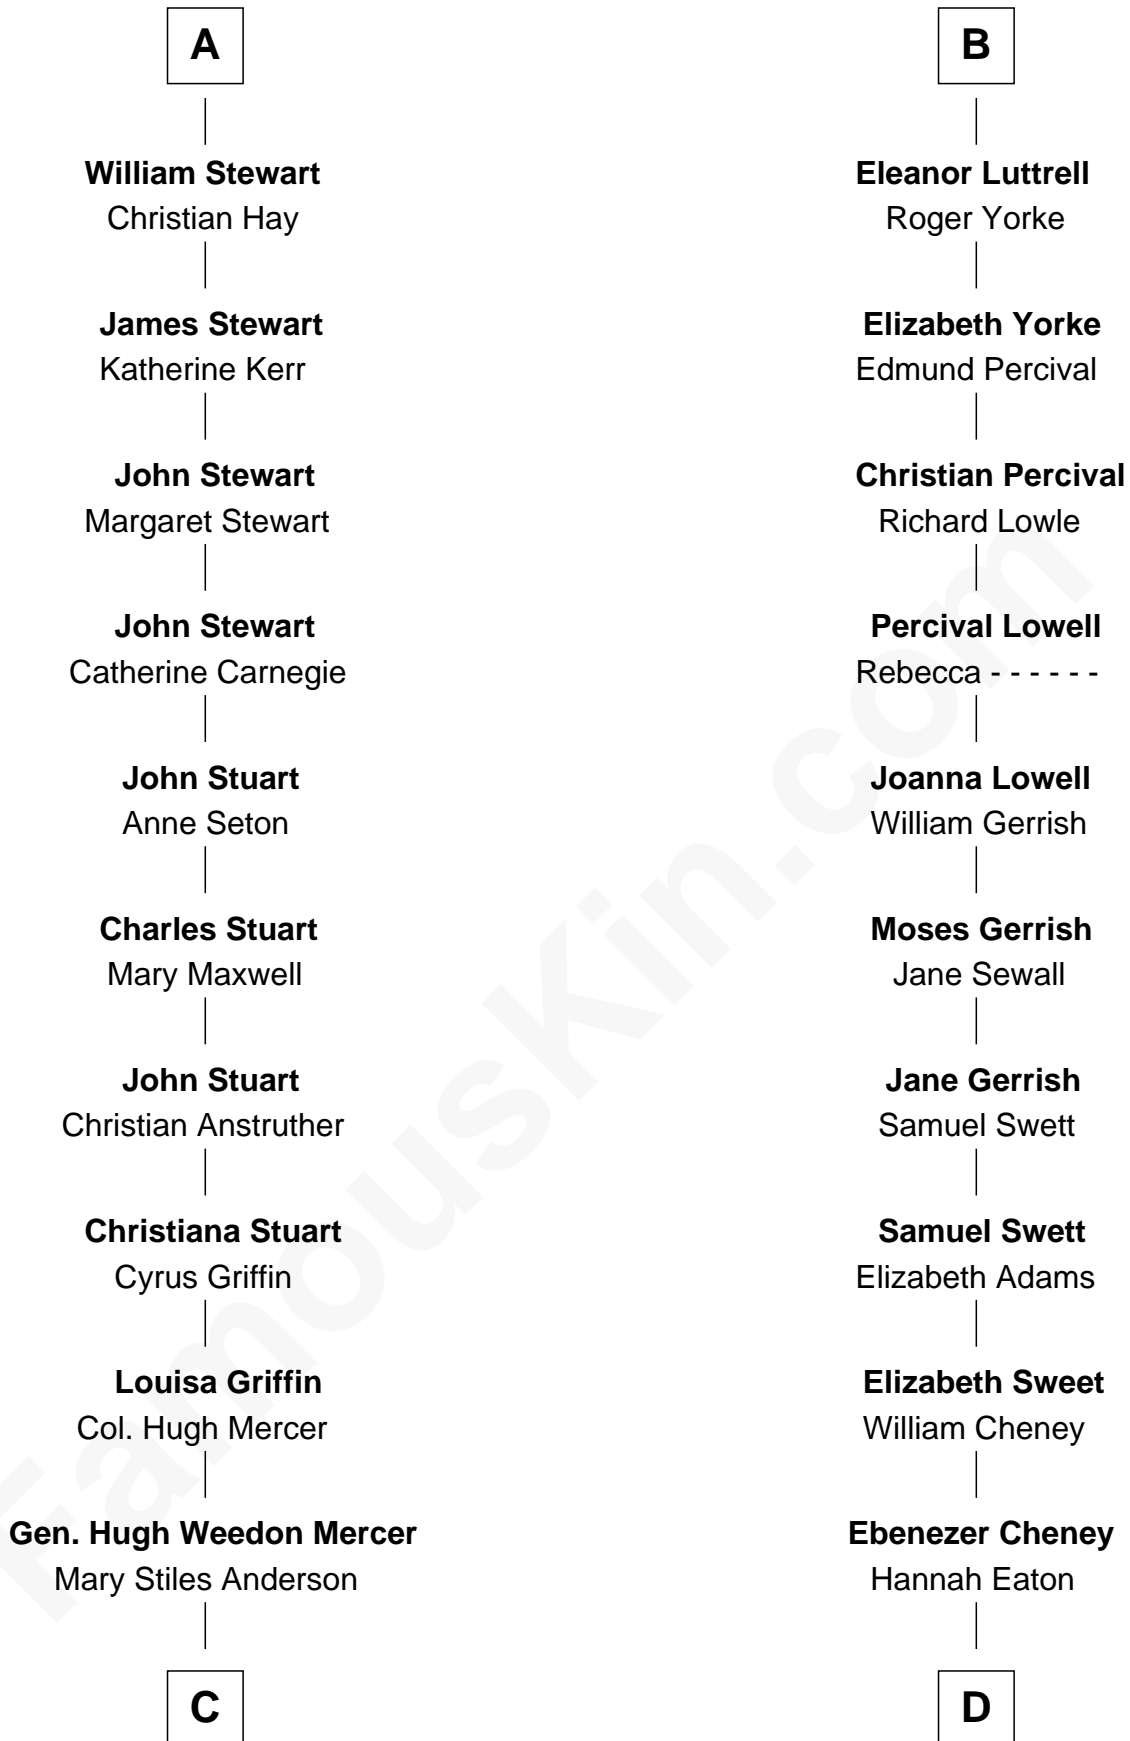 A
William Stewart
Christian Hay
James Stewart
Katherine Kerr
John Stewart
Margaret Stewart
John Stewart
Catherine Carnegie
John Stuart
Anne Seton
Charles Stuart
Mary Maxwell
John Stuart
Christian Anstruther
Christiana Stuart
Cyrus Griffin
Louisa Griffin
Col. Hugh Mercer
Gen. Hugh Weedon Mercer
Mary Stiles Anderson
C
B
Eleanor Luttrell
Roger Yorke
Elizabeth Yorke
Edmund Percival
Christian Percival
Richard Lowle
Percival Lowell
Rebecca - - - - - -
Joanna Lowell
William Gerrish
Moses Gerrish
Jane Sewall
Jane Gerrish
Samuel Swett
Samuel Swett
Elizabeth Adams
Elizabeth Sweet
William Cheney
Ebenezer Cheney
Hannah Eaton
D
FamousKin.com